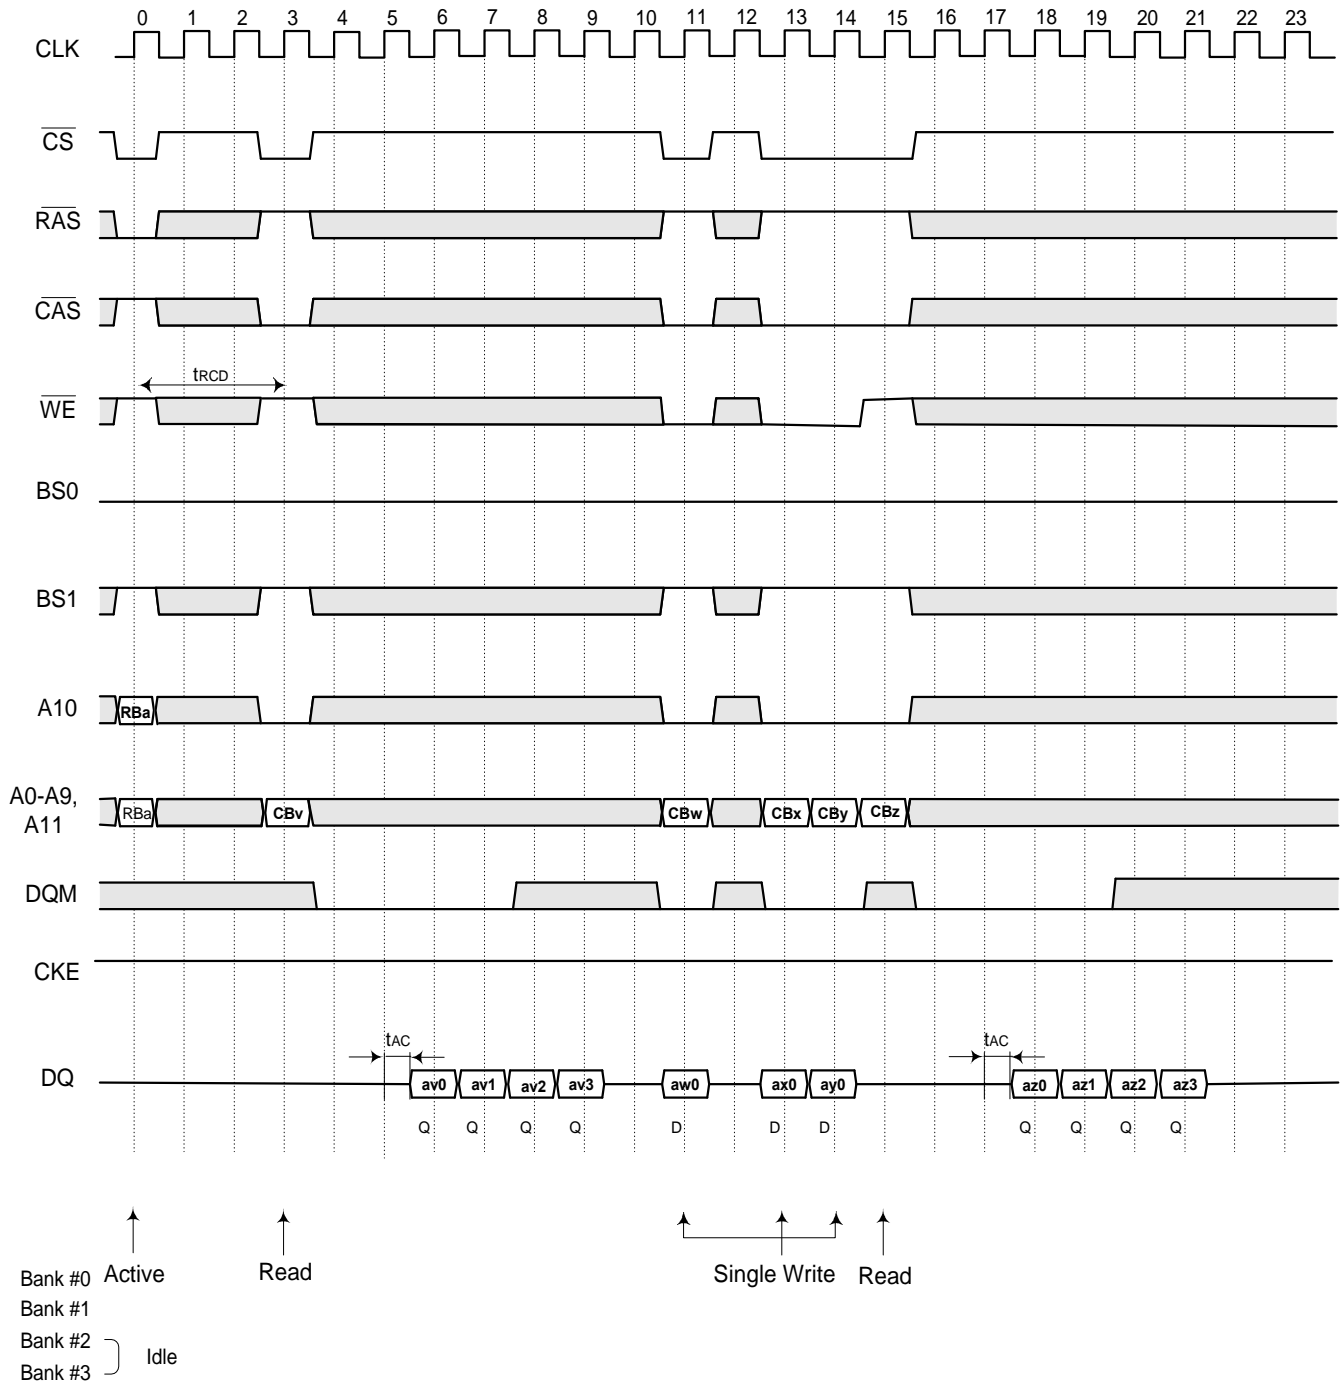 0 1 2 3 4 5 6 7 8 9 10 11 12 13 14 15 16 17 18 19 20 21 22 23
CLK
CS
RAS
CAS
tRCD
WE
BS0
BS1
A10 RBa
A0-A9,
A11
RBa CBv CBw CBx CBy CBz
DQM
CKE
tAC tAC
DQ av0 av1 av2 av3 aw0 ax0 ay0 az0 az1 az2 az3
Q Q Q Q D D D Q Q Q Q
Active Read Single Write Read
Bank #0
Bank #1
Bank #2
Idle
Bank #3